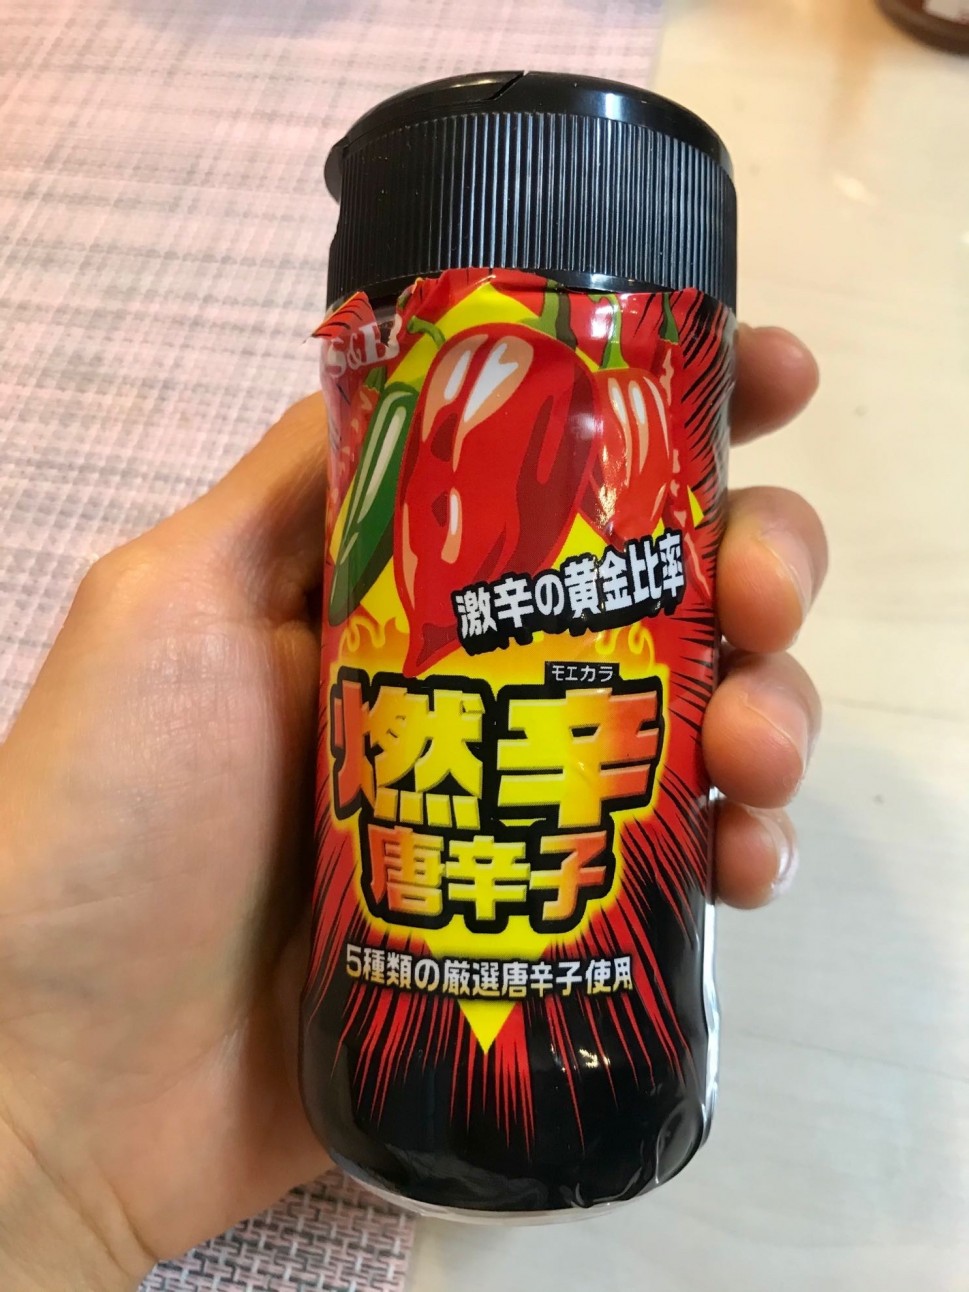 S&B
激辛の黄金比率
モエカラ
燃辛
唐辛子
5種類の厳選唐辛子使用